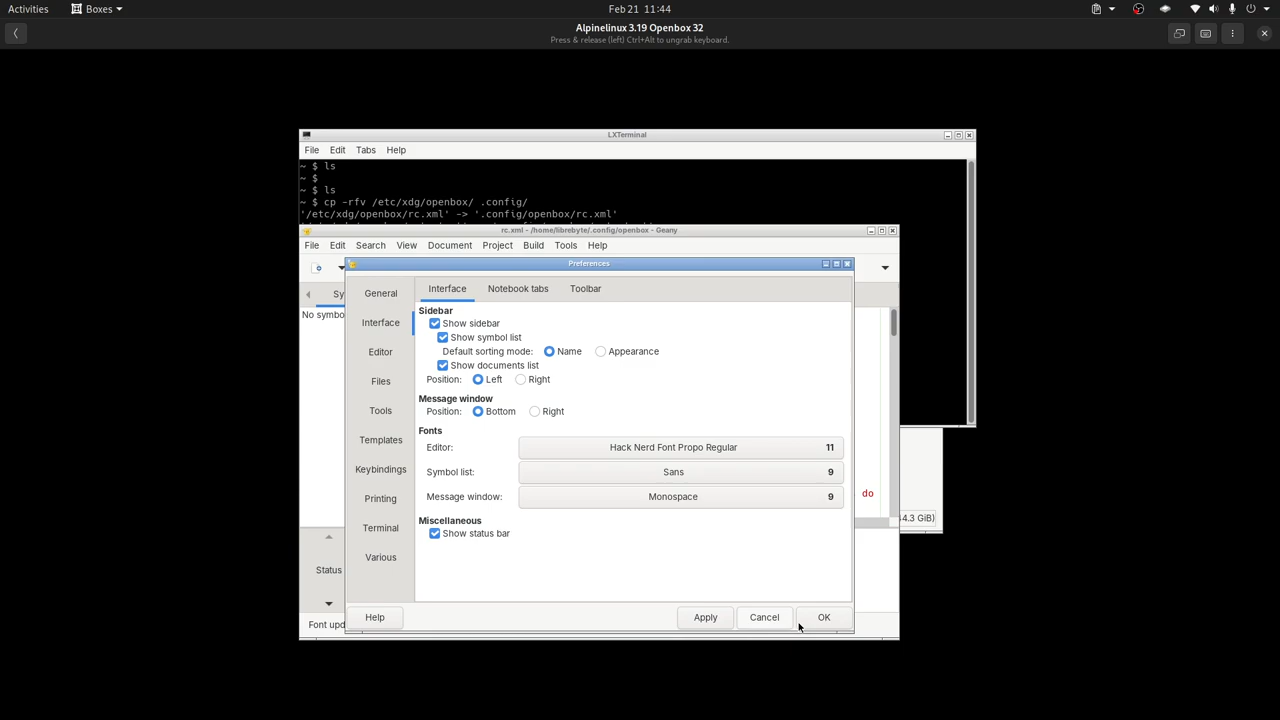 Activities Boxes Feb 21 11:44
Alpinelinux 3.19 Openbox 32
Press & release (left) Ctrl+Alt to ungrab keyboard.
LXTerminal
File Edit Tabs Help
~ $ ls
~ $
~ $ ls
~ $ cp -rfv /etc/xdg/openbox/ .config/
'/etc/xdg/openbox/rc.xml' -> '.config/openbox/rc.xml'
rc.xml - /home/librebyte/.config/openbox - Geany
File Edit Search View Document Project Build Tools Help
Preferences
Sy
No symbo
General
Interface
Editor
Files
Tools
Templates
Keybindings
Printing
Terminal
Various
Interface Notebook tabs Toolbar
Sidebar
Show sidebar
Show symbol list
Default sorting mode: Name Appearance
Show documents list
Position: Left Right
Message window
Position: Bottom Right
Fonts
Editor: Hack Nerd Font Propo Regular 11
Symbol list: Sans 9
Message window: Monospace 9
Miscellaneous
Show status bar
do
4.3 GiB)
Status
Font upd
Help Apply Cancel OK